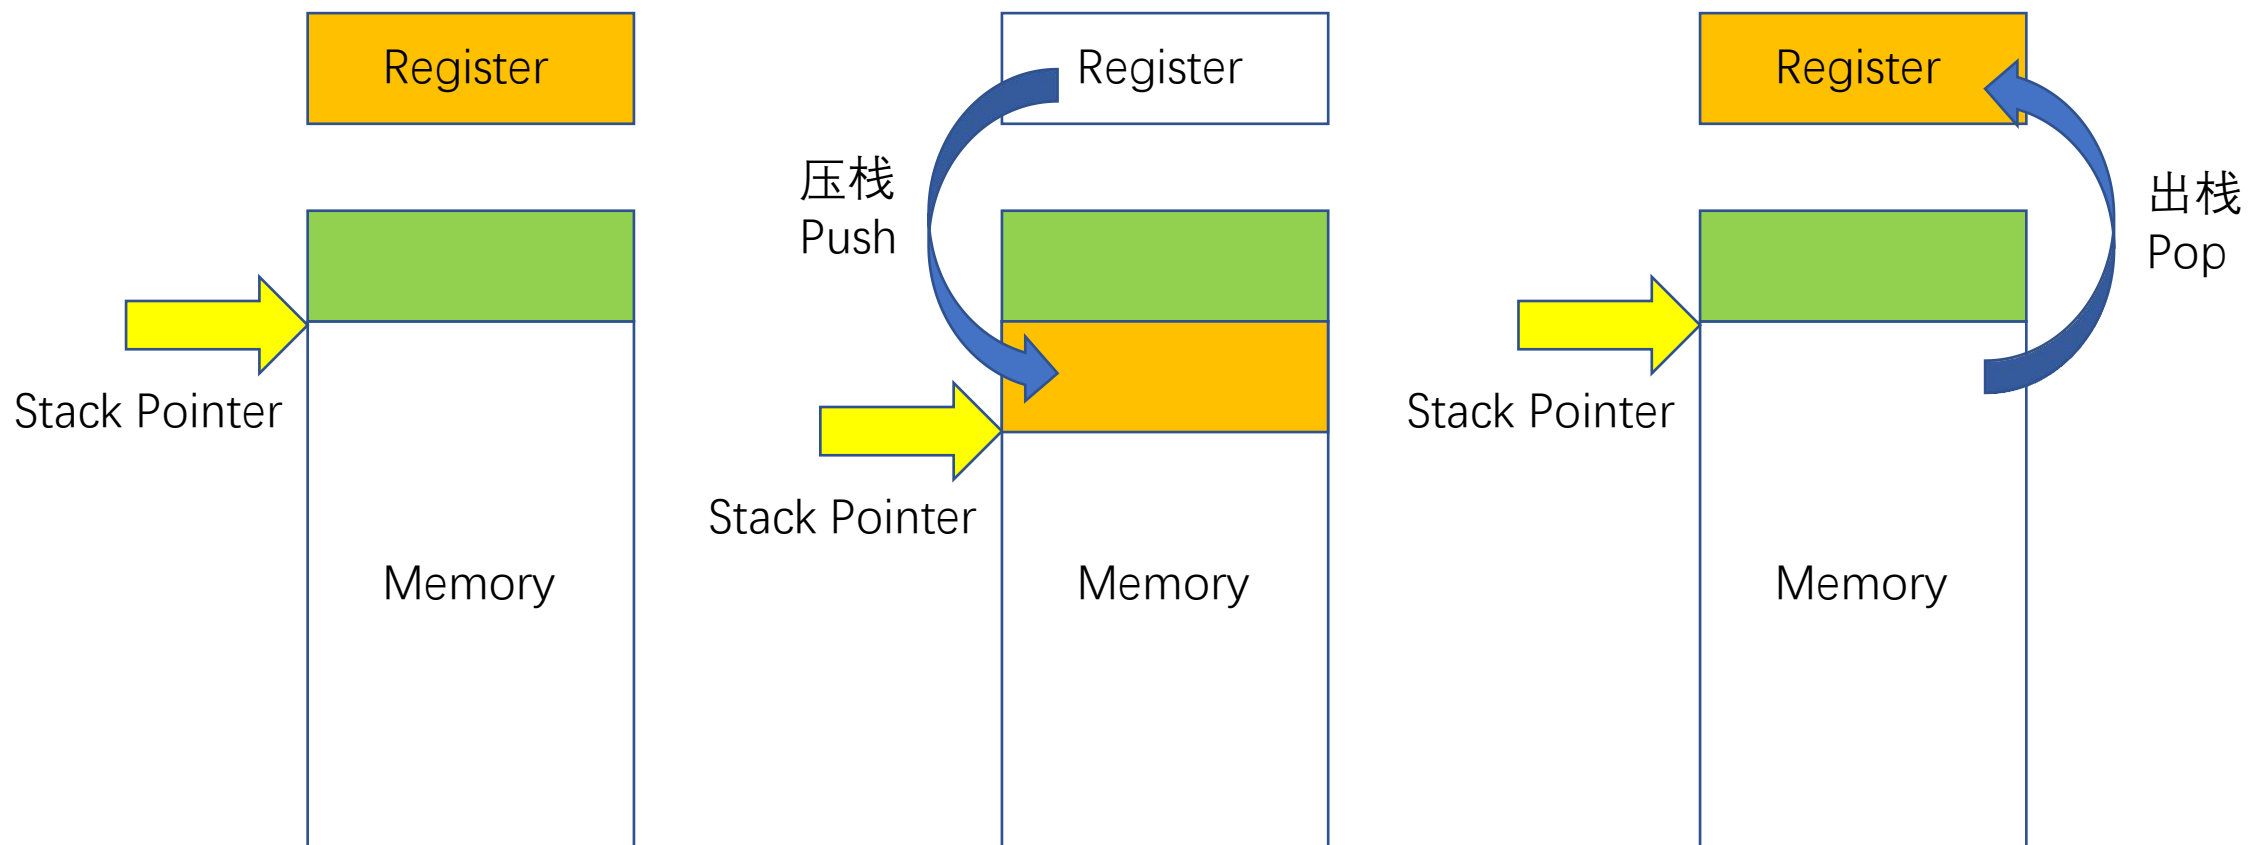 Register
Stack Pointer
Memory
Register
压栈
Push
Stack Pointer
Memory
Register
出栈
Pop
Stack Pointer
Memory